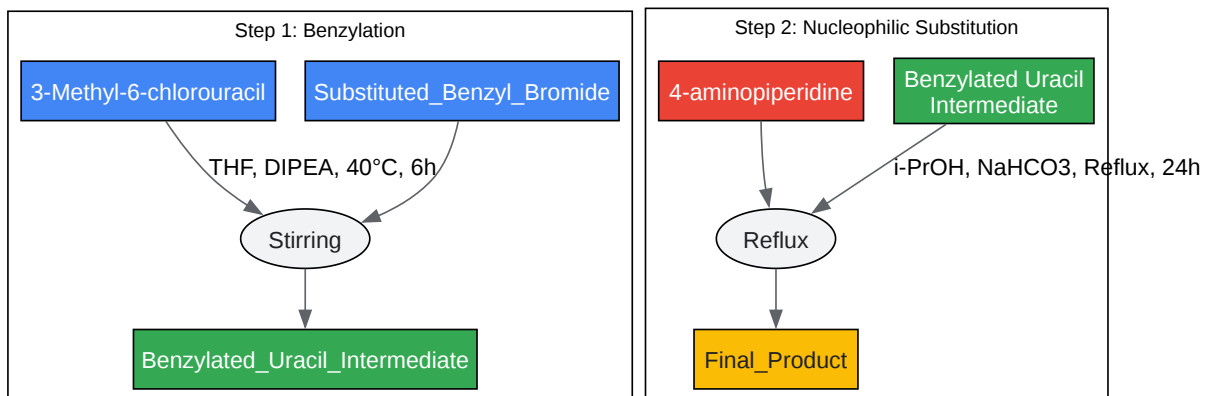 Step 1: Benzylation
3-Methyl-6-chlorouracil
Substituted_Benzyl_Bromide
THF, DIPEA, 40°C, 6h
Stirring
Benzylated_Uracil_Intermediate
Step 2: Nucleophilic Substitution
4-aminopiperidine
Benzylated Uracil
Intermediate
i-PrOH, NaHCO3, Reflux, 24h
Reflux
Final_Product